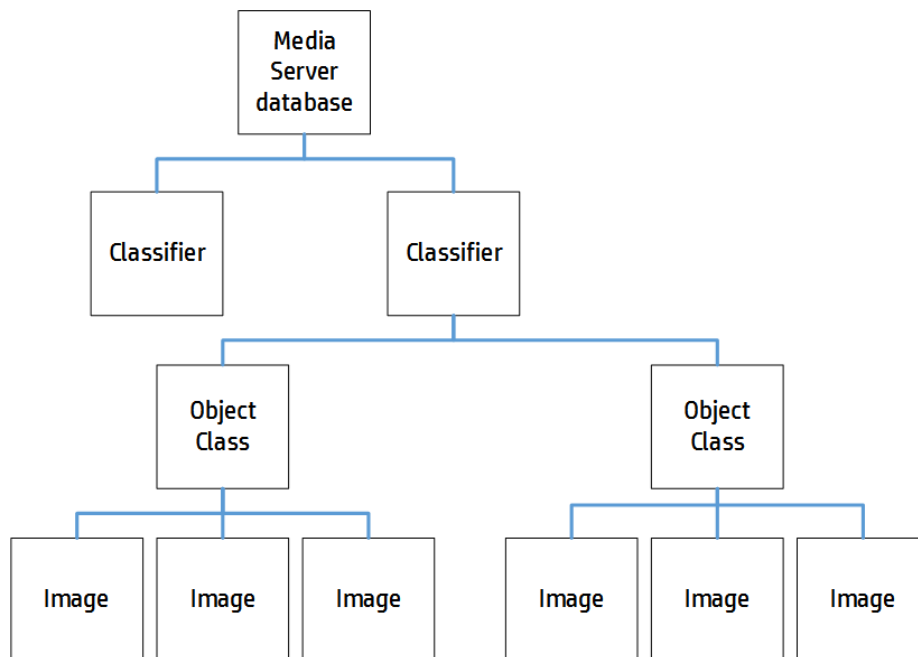 Media
Server
database
Classifier
Classifier
Object
Class
Object
Class
Image
Image
Image
Image
Image
Image